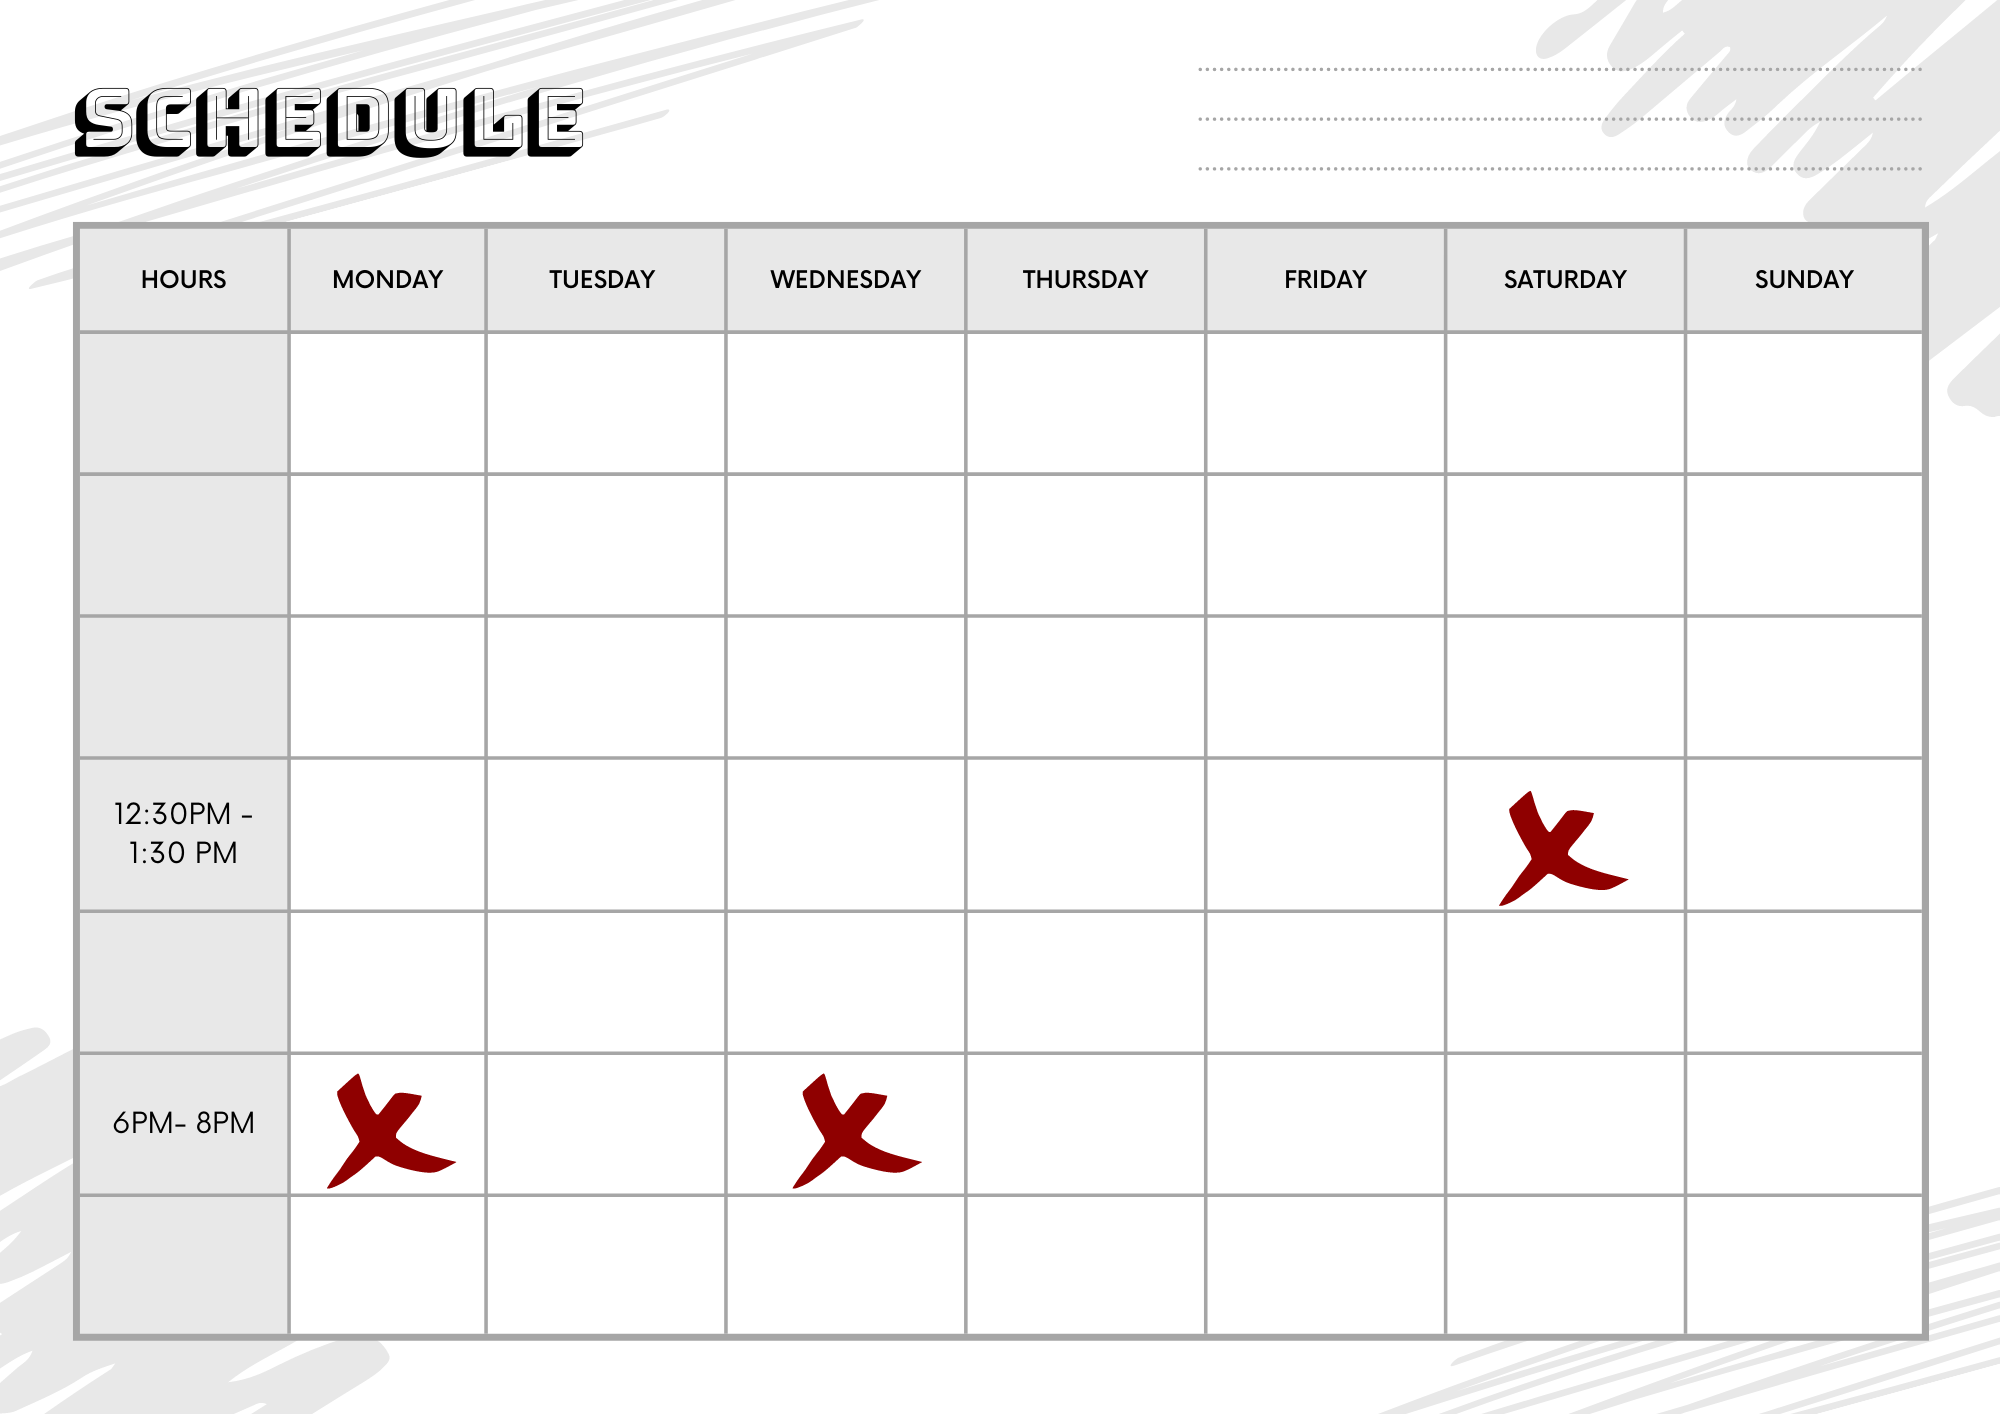 SCHEDULE
HOURS MONDAY TUESDAY WEDNESDAY THURSDAY FRIDAY SATURDAY SUNDAY
12:30PM -
1:30 PM
6PM- 8PM